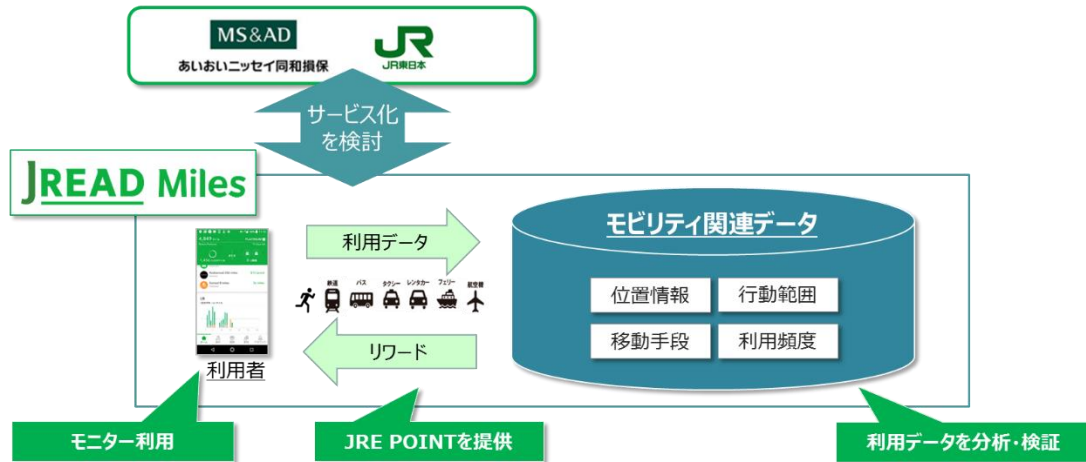 MS&AD
あいおいニッセイ同和損保
JR
JR東日本
サービス化
を検討
JREAD Miles
利用データ
鉄道 バス タクシー レンタカー フェリー 航空機
リワード
利用者
モビリティ関連データ
位置情報 行動範囲
移動手段 利用頻度
モニター利用
JRE POINTを提供
利用データを分析・検証